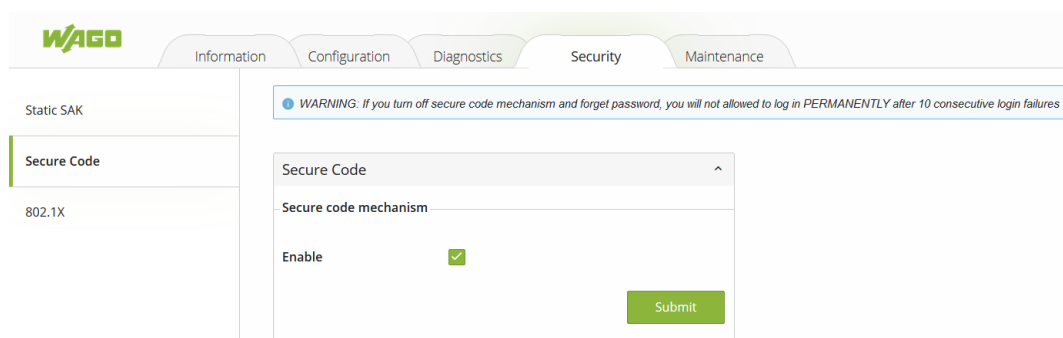 WAGO
Information Configuration Diagnostics Security Maintenance
Static SAK
Secure Code
802.1X
WARNING: If you turn off secure code mechanism and forget password, you will not allowed to log in PERMANENTLY after 10 consecutive login failures
Secure Code
Secure code mechanism
Enable
Submit